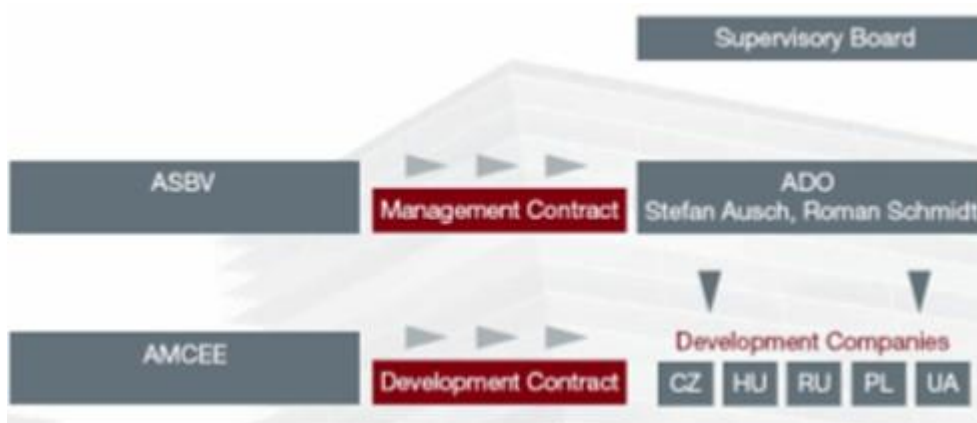 Supervisory Board
ASBV
Management Contract
ADO
Stefan Ausch, Roman Schmidt
AMCEE
Development Contract
Development Companies
CZ HU RU PL UA